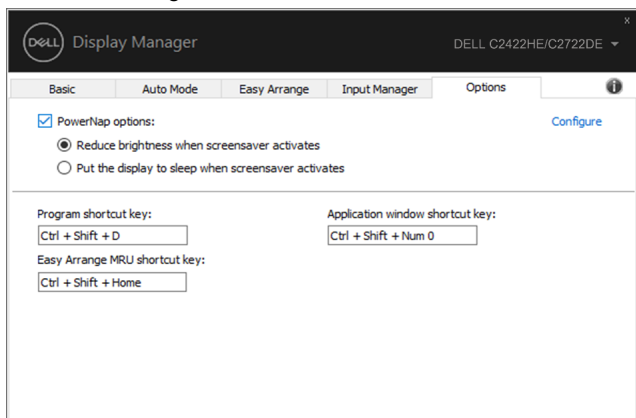 DELL Display Manager DELL C2422HE/C2722DE
x
Basic Auto Mode Easy Arrange Input Manager Options
PowerNap options: Configure
Reduce brightness when screensaver activates
Put the display to sleep when screensaver activates
Program shortcut key: Application window shortcut key:
Ctrl + Shift + D Ctrl + Shift + Num 0
Easy Arrange MRU shortcut key:
Ctrl + Shift + Home